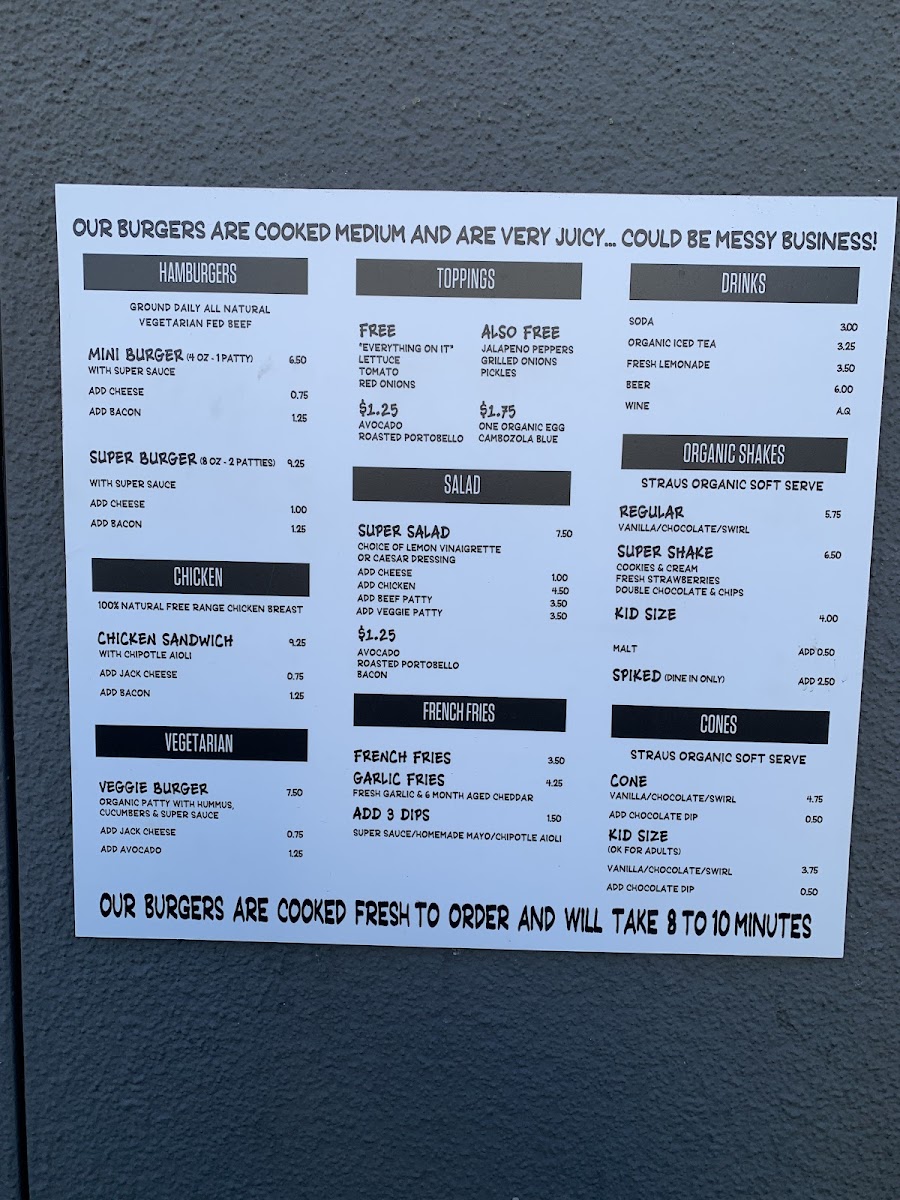 OUR BURGERS ARE COOKED MEDIUM AND ARE VERY JUICY... COULD BE MESSY BUSINESS!
HAMBURGERS
GROUND DAILY ALL NATURAL
VEGETARIAN FED BEEF
MINI BURGER (4 OZ - 1 PATTY) 6.50
WITH SUPER SAUCE
ADD CHEESE 0.75
ADD BACON 1.25
SUPER BURGER (8 OZ - 2 PATTIES) 9.25
WITH SUPER SAUCE
ADD CHEESE 1.00
ADD BACON 1.25
CHICKEN
100% NATURAL FREE RANGE CHICKEN BREAST
CHICKEN SANDWICH 9.25
WITH CHIPOTLE AIOLI
ADD JACK CHEESE 0.75
ADD BACON 1.25
VEGETARIAN
VEGGIE BURGER 7.50
ORGANIC PATTY WITH HUMMUS,
CUCUMBERS & SUPER SAUCE
ADD JACK CHEESE 0.75
ADD AVOCADO 1.25
TOPPINGS
FREE
"EVERYTHING ON IT"
LETTUCE
TOMATO
RED ONIONS
ALSO FREE
JALAPENO PEPPERS
GRILLED ONIONS
PICKLES
$1.25
AVOCADO
ROASTED PORTOBELLO
$1.75
ONE ORGANIC EGG
CAMBOZOLA BLUE
SALAD
SUPER SALAD 7.50
CHOICE OF LEMON VINAIGRETTE
OR CAESAR DRESSING
ADD CHEESE 1.00
ADD CHICKEN 4.50
ADD BEEF PATTY 3.50
ADD VEGGIE PATTY 3.50
$1.25
AVOCADO
ROASTED PORTOBELLO
BACON
FRENCH FRIES
FRENCH FRIES 3.50
GARLIC FRIES 4.25
FRESH GARLIC & 6 MONTH AGED CHEDDAR
ADD 3 DIPS 1.50
SUPER SAUCE/HOMEMADE MAYO/CHIPOTLE AIOLI
DRINKS
SODA 3.00
ORGANIC ICED TEA 3.25
FRESH LEMONADE 3.50
BEER 6.00
WINE A.Q.
ORGANIC SHAKES
STRAUS ORGANIC SOFT SERVE
REGULAR 5.75
VANILLA/CHOCOLATE/SWIRL
SUPER SHAKE 6.50
COOKIES & CREAM
FRESH STRAWBERRIES
DOUBLE CHOCOLATE & CHIPS
KID SIZE 4.00
MALT ADD 0.50
SPIKED (DINE IN ONLY) ADD 2.50
CONES
STRAUS ORGANIC SOFT SERVE
CONE
VANILLA/CHOCOLATE/SWIRL 4.75
ADD CHOCOLATE DIP 0.50
KID SIZE
(OK FOR ADULTS)
VANILLA/CHOCOLATE/SWIRL 3.75
ADD CHOCOLATE DIP 0.50
OUR BURGERS ARE COOKED FRESH TO ORDER AND WILL TAKE 8 TO 10 MINUTES